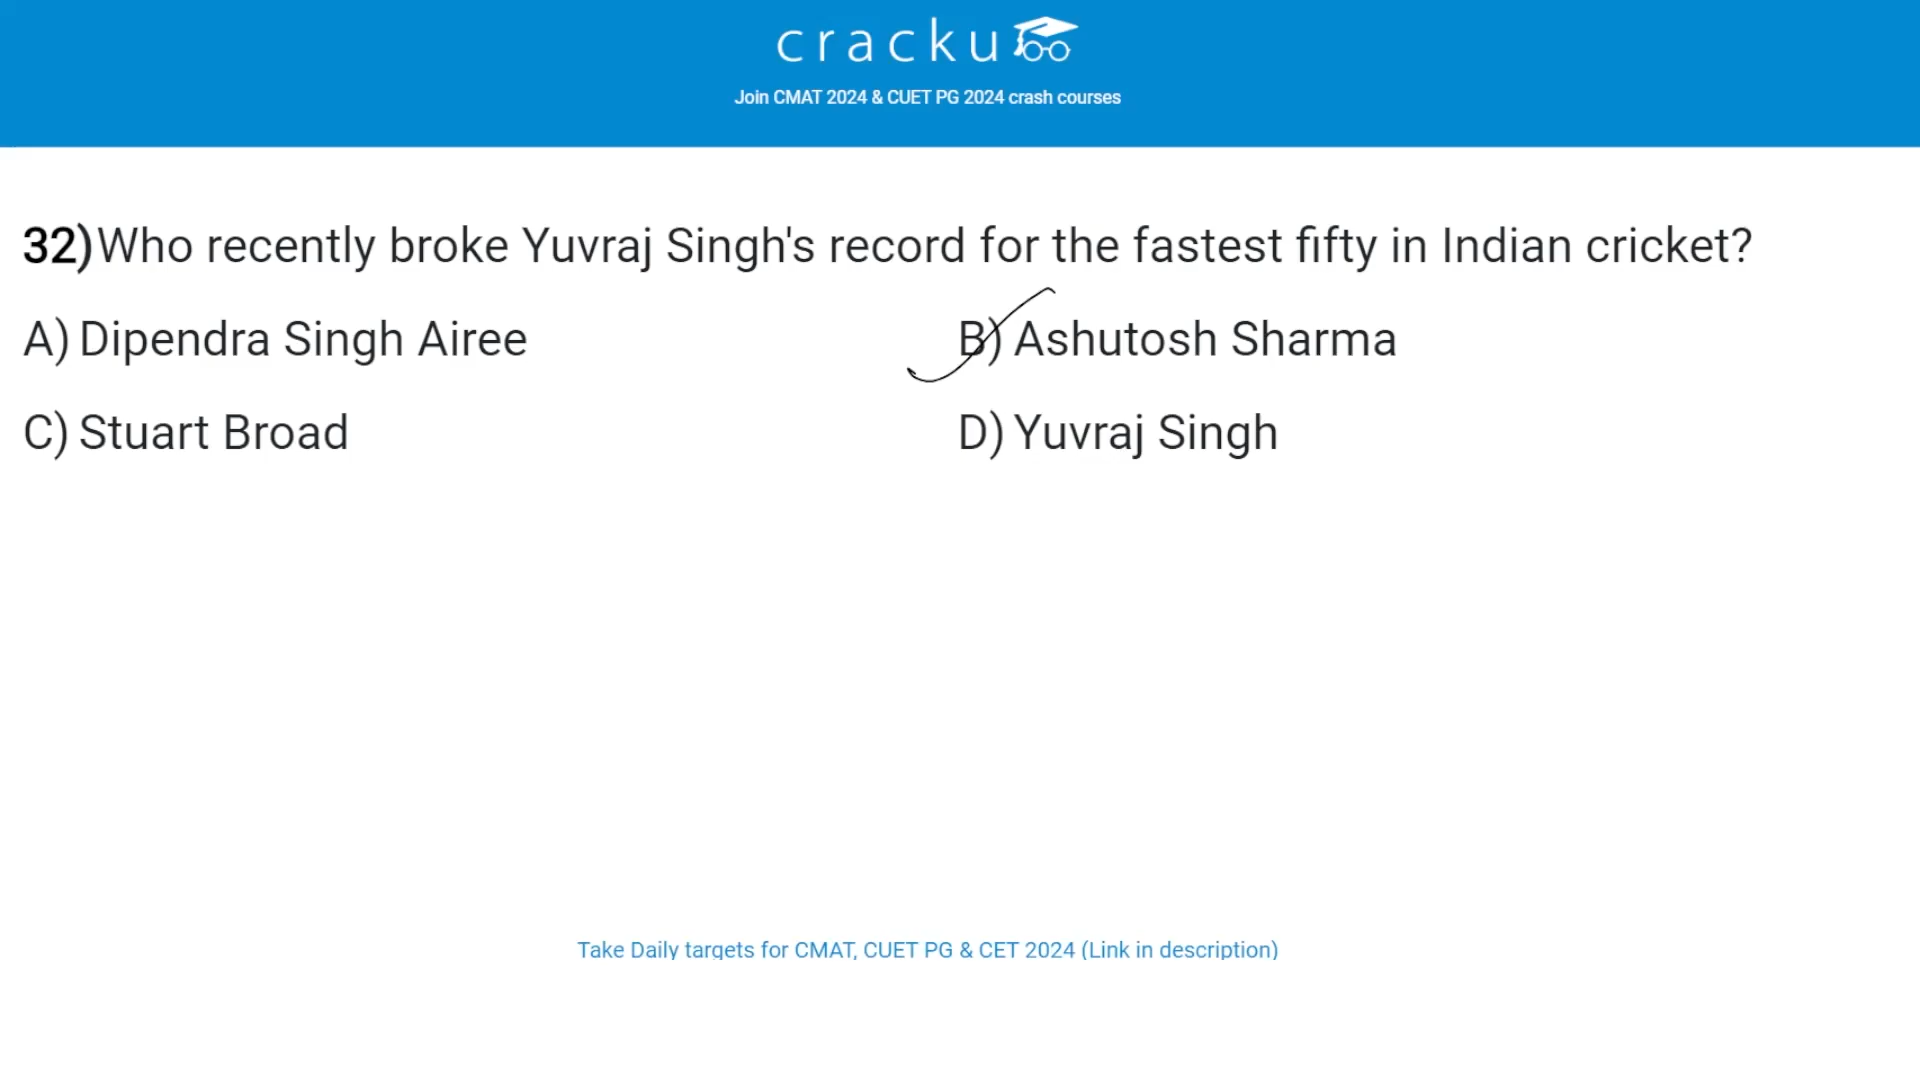 cracku
Join CMAT 2024 & CUET PG 2024 crash courses
32)Who recently broke Yuvraj Singh's record for the fastest fifty in Indian cricket?
A) Dipendra Singh Airee
B) Ashutosh Sharma
C) Stuart Broad
D) Yuvraj Singh
Take Daily targets for CMAT, CUET PG & CET 2024 (Link in description)